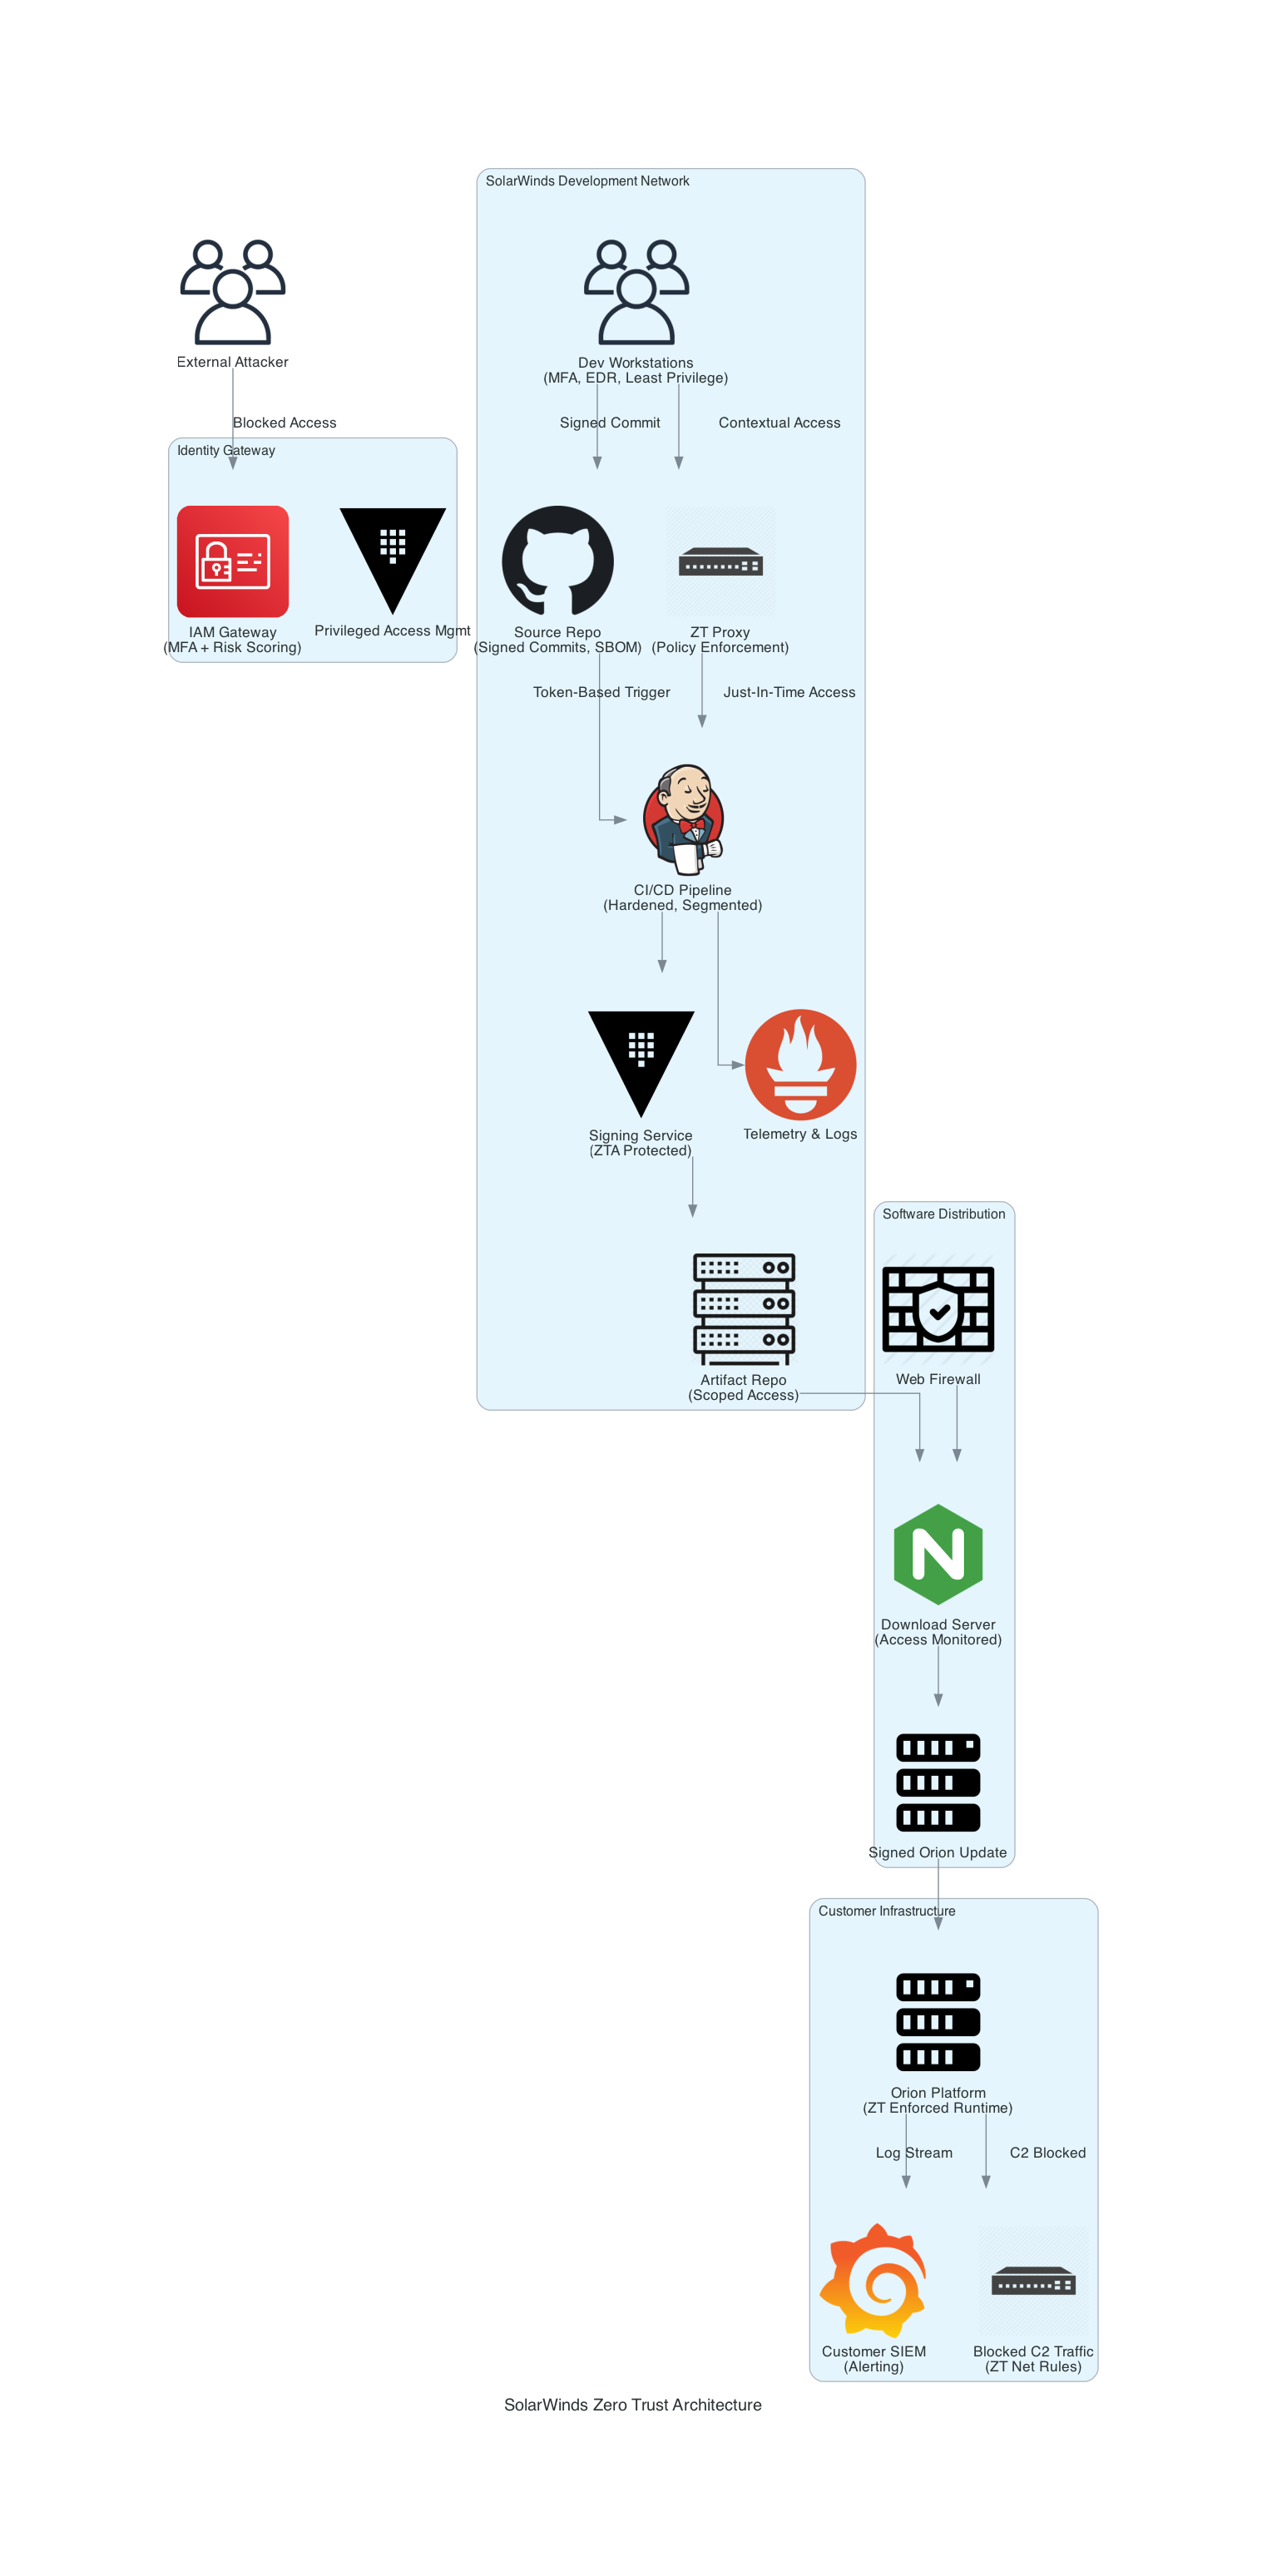 SolarWinds Development Network
External Attacker
Dev Workstations
(MFA, EDR, Least Privilege)
Blocked Access
Signed Commit
Contextual Access
Identity Gateway
IAM Gateway
(MFA + Risk Scoring)
Privileged Access Mgmt
Source Repo
(Signed Commits, SBOM)
ZT Proxy
(Policy Enforcement)
Token-Based Trigger
Just-In-Time Access
CI/CD Pipeline
(Hardened, Segmented)
Signing Service
(ZTA Protected)
Telemetry & Logs
Software Distribution
Artifact Repo
(Scoped Access)
Web Firewall
Download Server
(Access Monitored)
Signed Orion Update
Customer Infrastructure
Orion Platform
(ZT Enforced Runtime)
Log Stream
C2 Blocked
Customer SIEM
(Alerting)
Blocked C2 Traffic
(ZT Net Rules)
SolarWinds Zero Trust Architecture